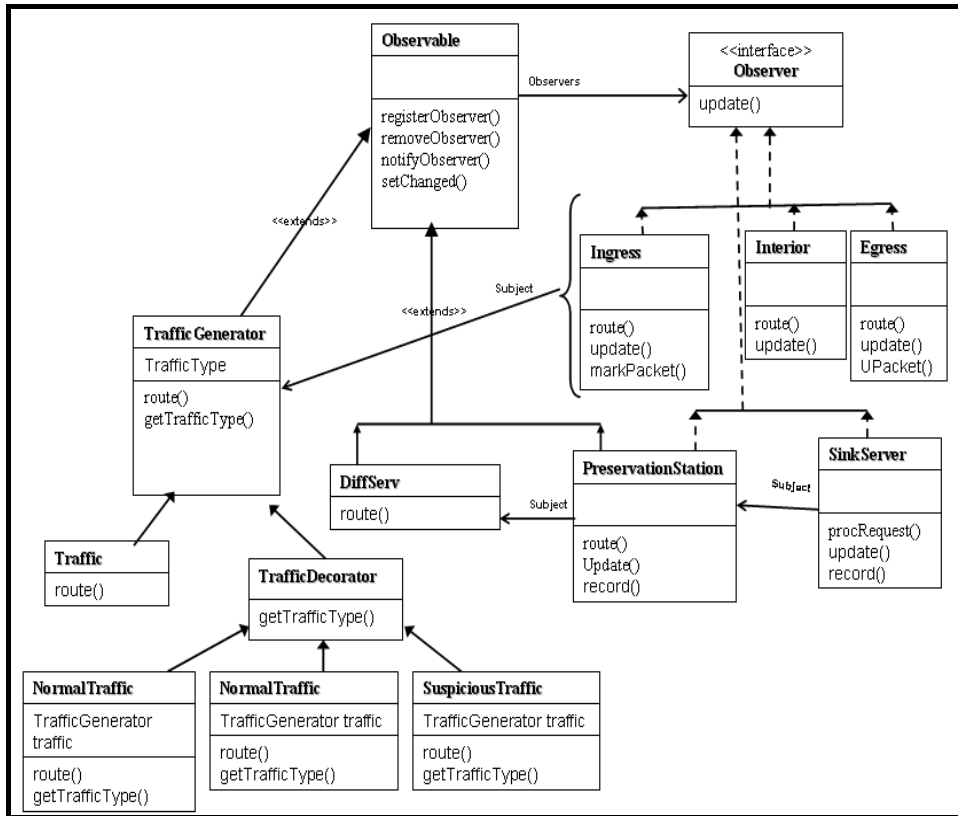 Observable
registerObserver()
removeObserver()
notifyObserver()
setChanged()
Observers
<<interface>>
Observer
update()
<<extends>>
Subject
<<extends>>
Ingress
route()
update()
markPacket()
Interior
route()
update()
Egress
route()
update()
UPacket()
TrafficGenerator
TrafficType
route()
getTrafficType()
DiffServ
route()
Subject
PreservationStation
route()
Update()
record()
Subject
SinkServer
procRequest()
update()
record()
Traffic
route()
TrafficDecorator
getTrafficType()
NormalTraffic
TrafficGenerator
traffic
route()
getTrafficType()
NormalTraffic
TrafficGenerator traffic
route()
getTrafficType()
SuspiciousTraffic
TrafficGenerator traffic
route()
getTrafficType()